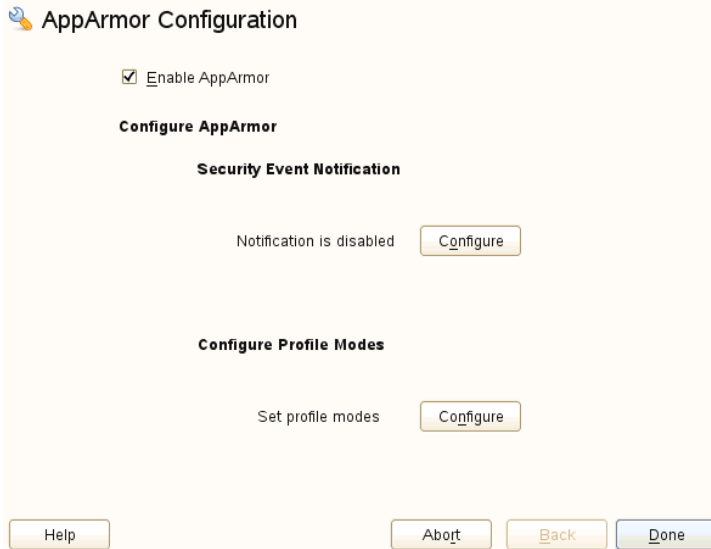 AppArmor Configuration
Enable AppArmor
Configure AppArmor
Security Event Notification
Notification is disabled Configure
Configure Profile Modes
Set profile modes Configure
Help Abort Back Done